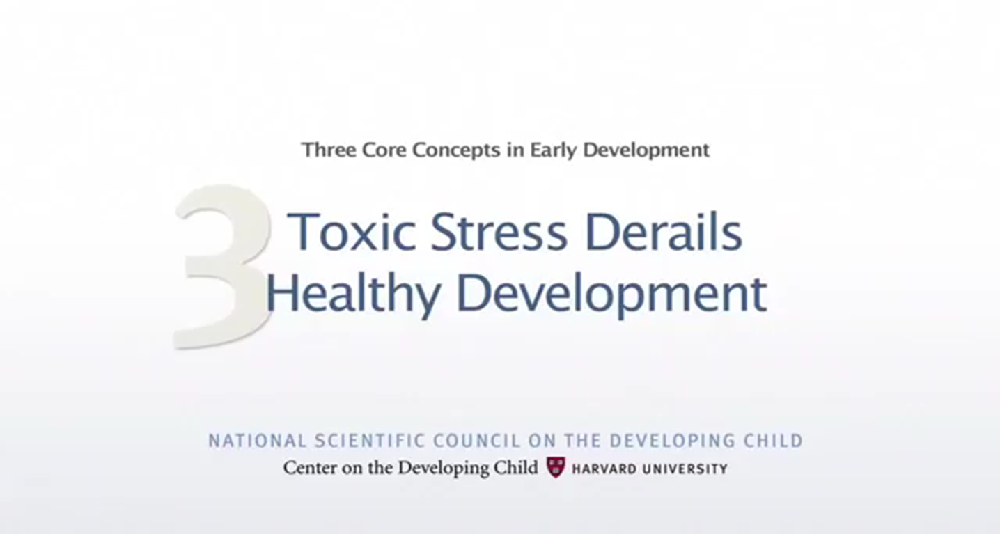 Three Core Concepts in Early Development
3 Toxic Stress Derails
Healthy Development
NATIONAL SCIENTIFIC COUNCIL ON THE DEVELOPING CHILD
Center on the Developing Child HARVARD UNIVERSITY